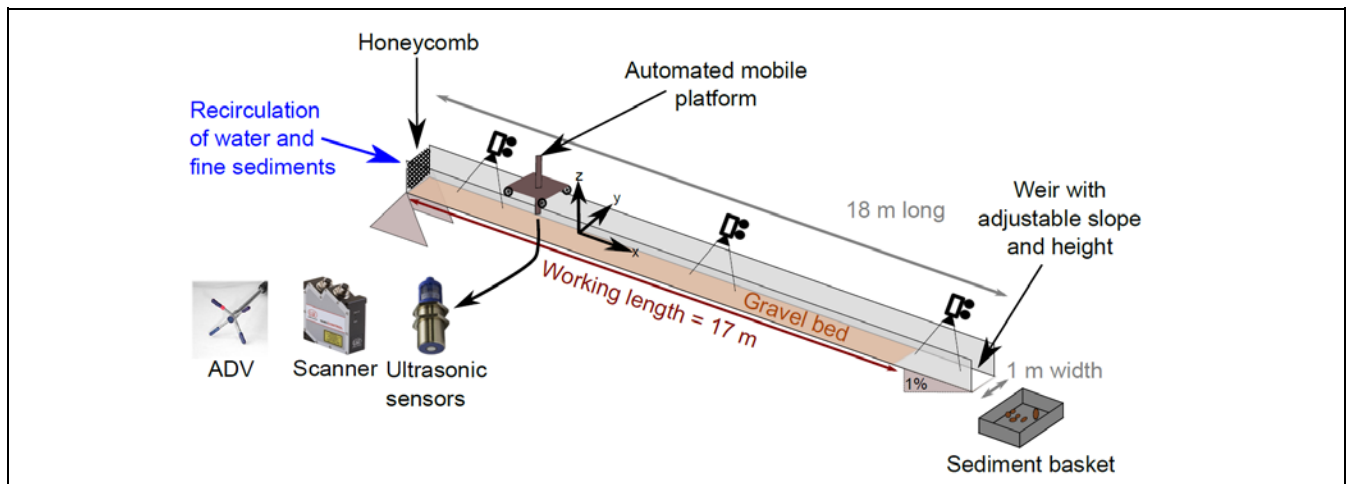 Honeycomb
Automated mobile
platform
Recirculation
of water and
fine sediments
z
y
x
18 m long
Weir with
adjustable slope
and height
Working length = 17 m
Gravel bed
1%
1 m width
ADV
Scanner
Ultrasonic
sensors
Sediment basket